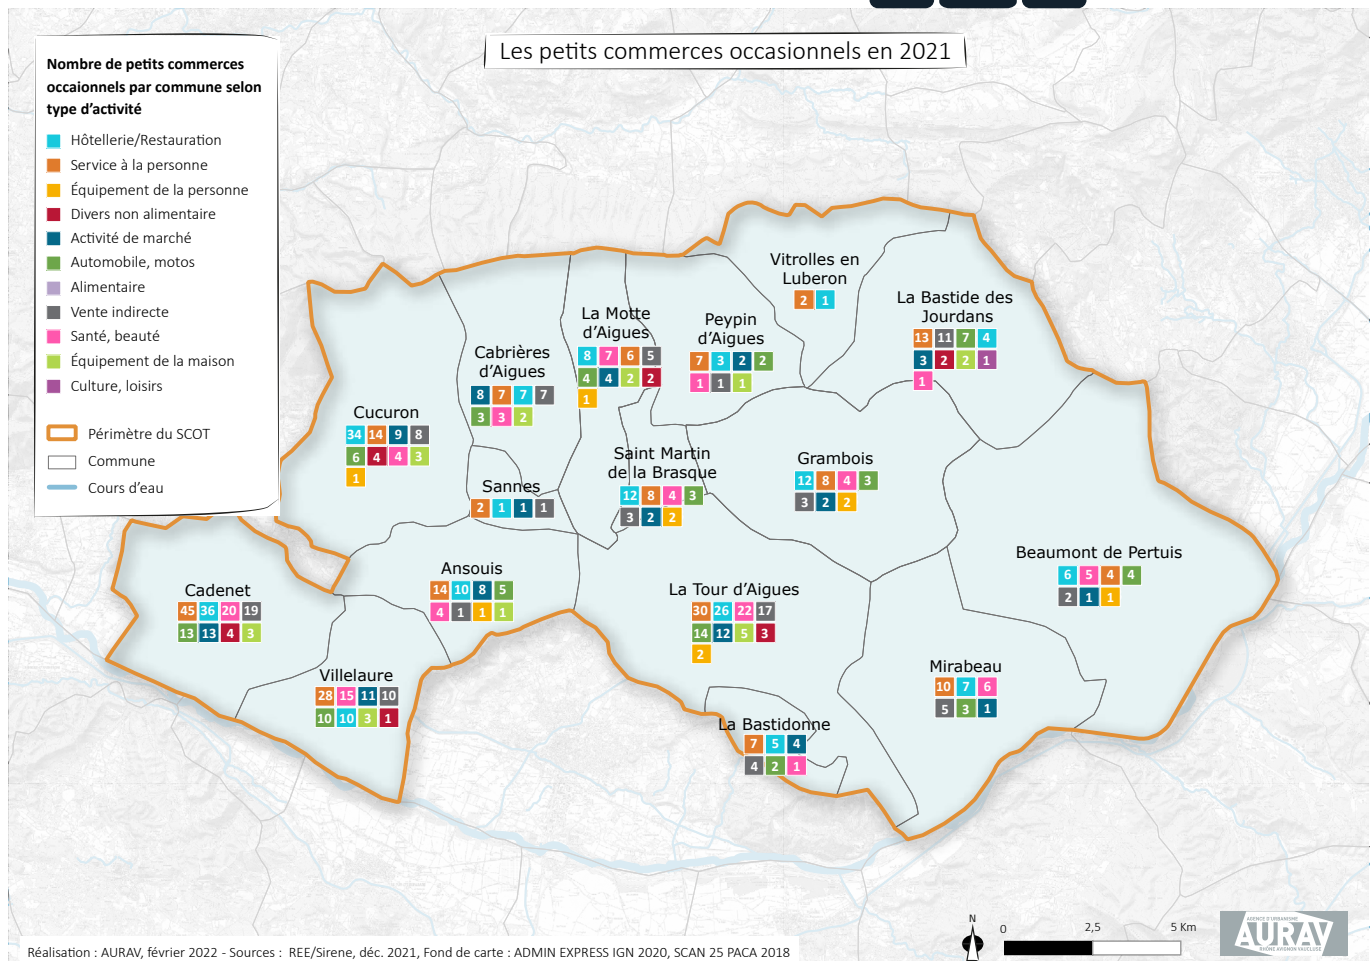 Les petits commerces occasionnels en 2021
Nombre de petits commerces
occaionnels par commune selon
type d'activité
Hôtellerie/Restauration
Service à la personne
Équipement de la personne
Divers non alimentaire
Activité de marché
Automobile, motos
Alimentaire
Vente indirecte
Santé, beauté
Équipement de la maison
Culture, loisirs
Périmètre du SCOT
Commune
Cours d'eau
Vitrolles en
Luberon
2 1
La Bastide des
Jourdans
13 11 7 4
3 2 2 1
1
La Motte
d'Aigues
8 7 6 5
4 4 2 2
1
Peypin
d'Aigues
7 3 2 2
1 1 1
Cabrières
d'Aigues
8 7 7 7
3 3 2
Cucuron
34 14 9 8
6 4 4 3
1
Sannes
2 1 1 1
Saint Martin
de la Brasque
12 8 4 3
3 2 2
Grambois
12 8 4 3
3 2 2
Beaumont de Pertuis
6 5 4 4
2 1 1
Ansouis
14 10 8 5
4 1 1 1
Cadenet
45 36 20 19
13 13 4 3
La Tour d'Aigues
30 26 22 17
14 12 5 3
2
Villelaure
28 15 11 10
10 10 3 1
Mirabeau
10 7 6
5 3 1
La Bastidonne
7 5 4
4 2 1
N
0 2,5 5 Km
AGENCE D'URBANISME
AURAV
RHÔNE AVIGNON VAUCLUSE
Réalisation : AURAV, février 2022 - Sources : REE/Sirene, déc. 2021, Fond de carte : ADMIN EXPRESS IGN 2020, SCAN 25 PACA 2018